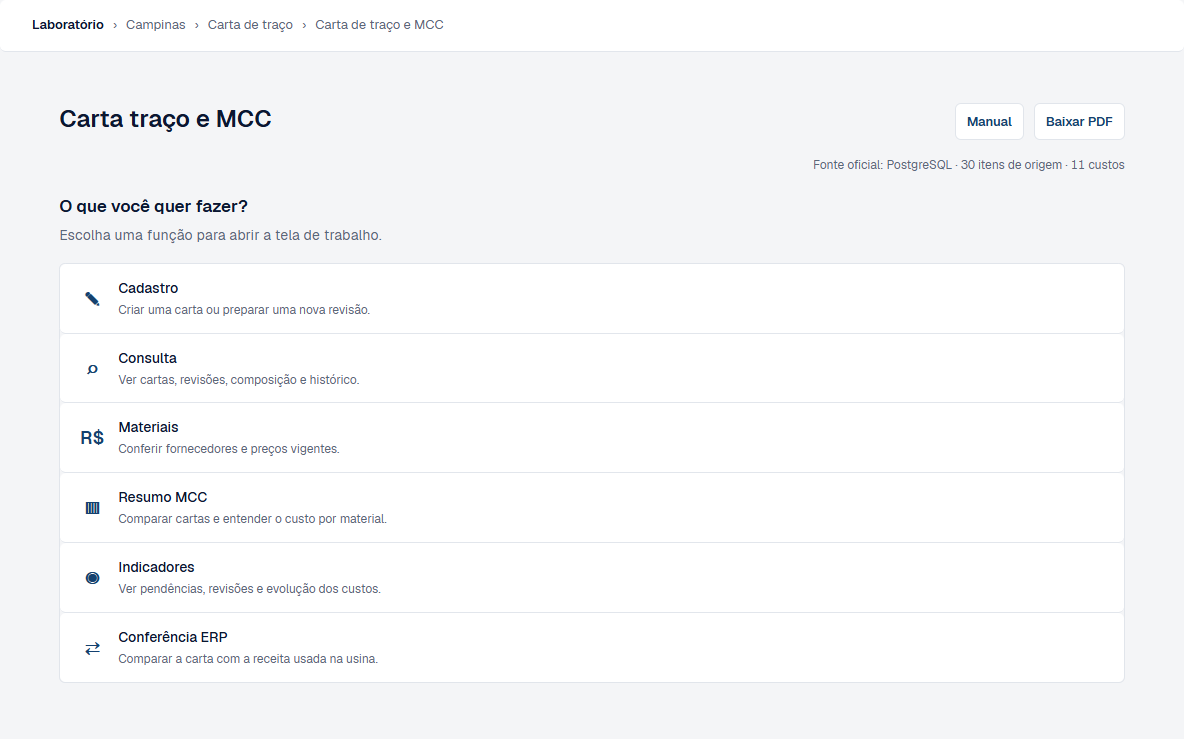 Laboratório › Campinas › Carta de traço › Carta de traço e MCC
Carta traço e MCC
Manual
Baixar PDF
Fonte oficial: PostgreSQL · 30 itens de origem · 11 custos
O que você quer fazer?
Escolha uma função para abrir a tela de trabalho.
Cadastro
Criar uma carta ou preparar uma nova revisão.
Consulta
Ver cartas, revisões, composição e histórico.
R$
Materiais
Conferir fornecedores e preços vigentes.
Resumo MCC
Comparar cartas e entender o custo por material.
Indicadores
Ver pendências, revisões e evolução dos custos.
Conferência ERP
Comparar a carta com a receita usada na usina.